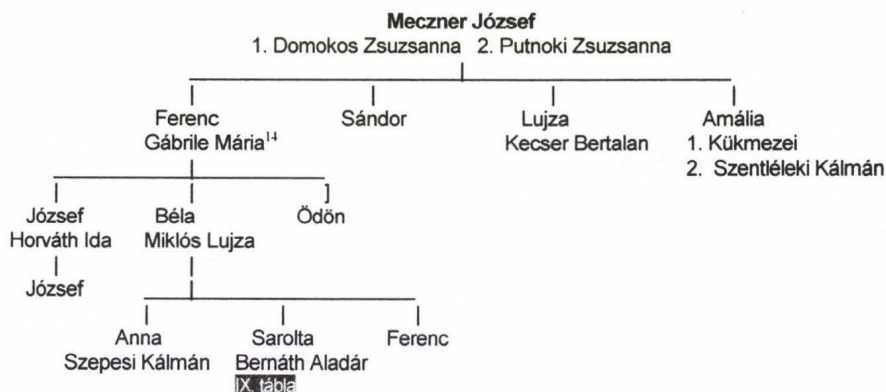 Meczner József
1. Domokos Zsuzsanna 2. Putnoki Zsuzsanna
Ferenc Sándor Lujza Amália
Gábrile Mária¹⁴ Kecser Bertalan 1. Kükmezei
2. Szentléleki Kálmán
József Béla Ödön
Horváth Ida Miklós Lujza
József
Anna Sarolta Ferenc
Szepesi Kálmán Bernáth Aladár
IX. tábla